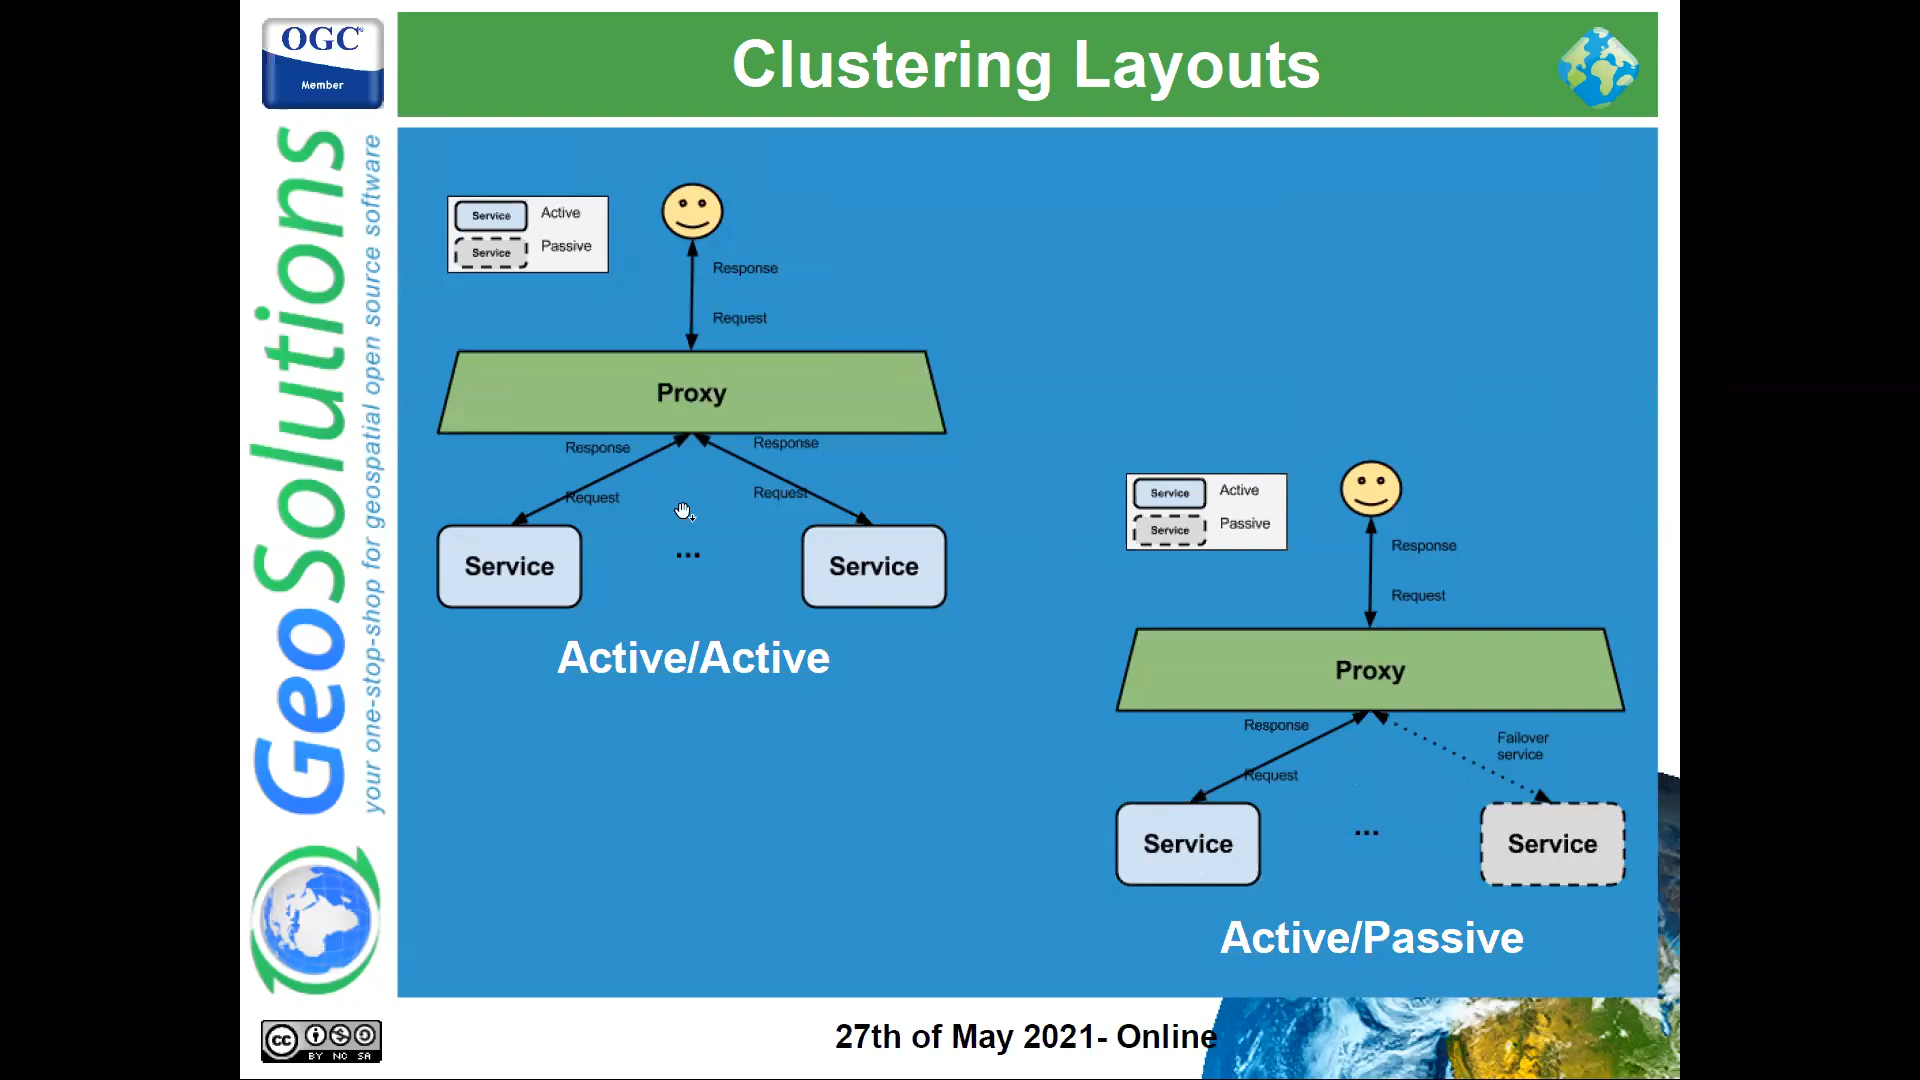 OGC®
Member
GeoSolutions
your one-stop-shop for geospatial open source software
Clustering Layouts
Service Active
Service Passive
Response
Request
Proxy
Response
Response
Request
Request
Service
...
Service
Active/Active
Service Active
Service Passive
Response
Request
Proxy
Response
Failover
service
Request
Service
...
Service
Active/Passive
27th of May 2021- Online
cc
BY NC SA